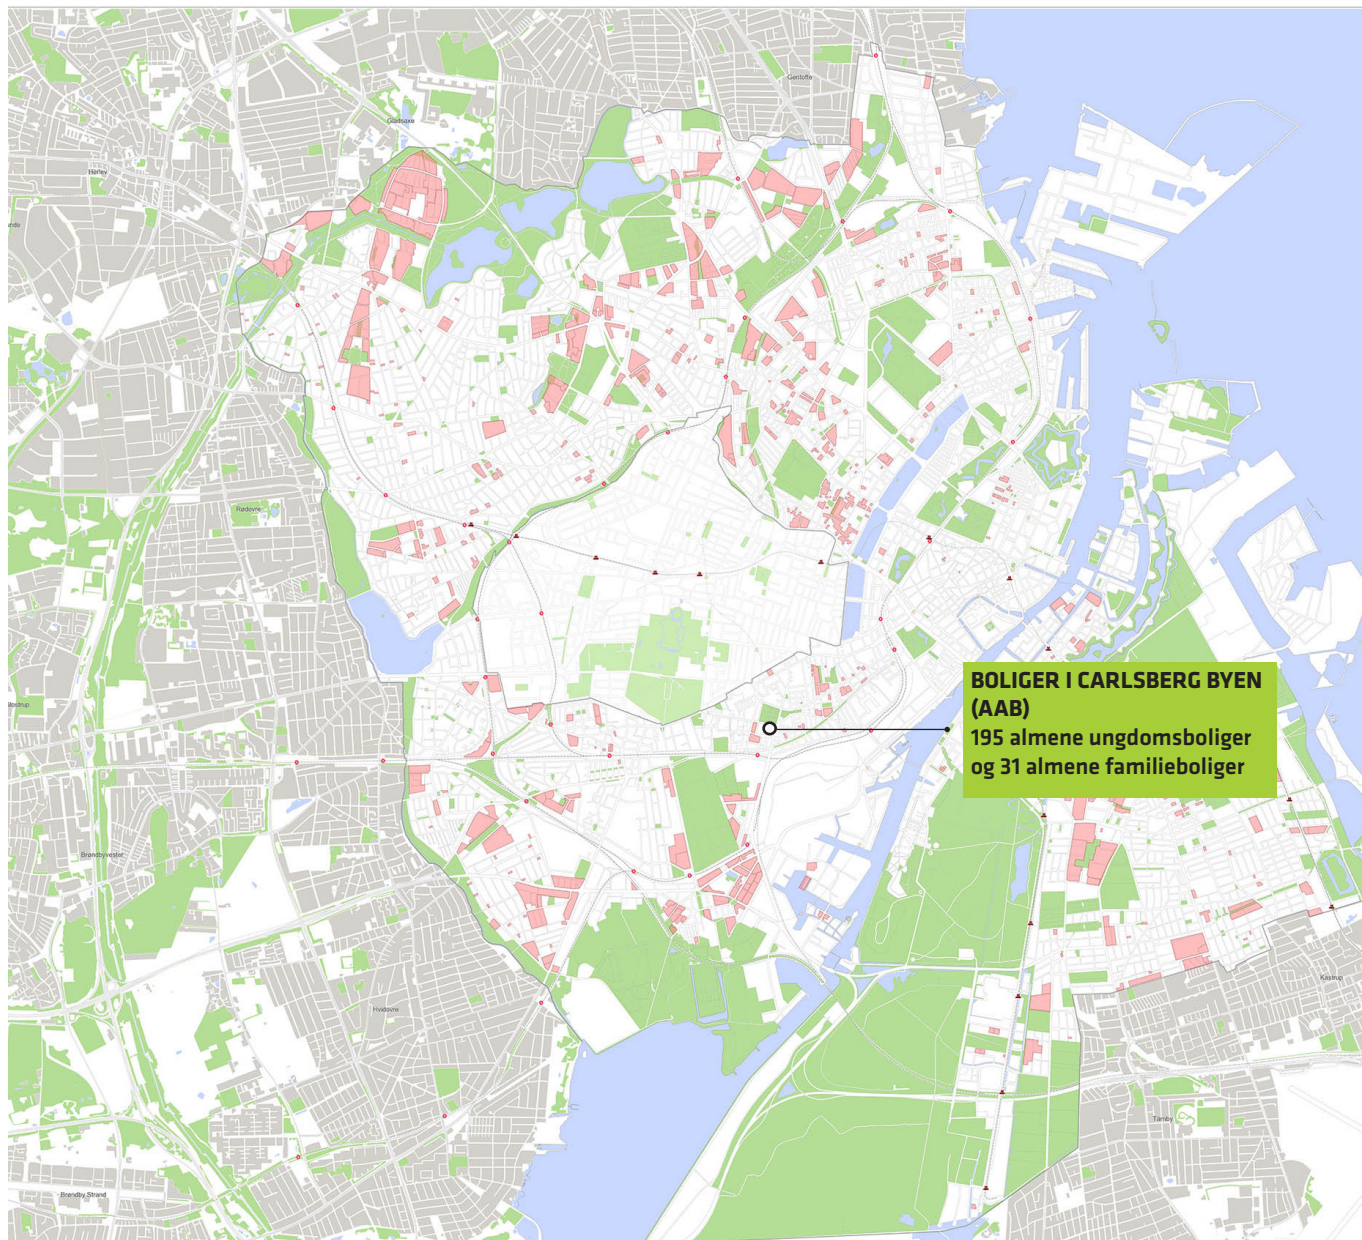 Gentofte
Gladsaxe
Herlev
Rødovre
Brøndbyvester
Hvidovre
Kastrup
Tårnby
Brøndby Strand
BOLIGER I CARLSBERG BYEN
(AAB)
195 almene ungdomsboliger
og 31 almene familieboliger